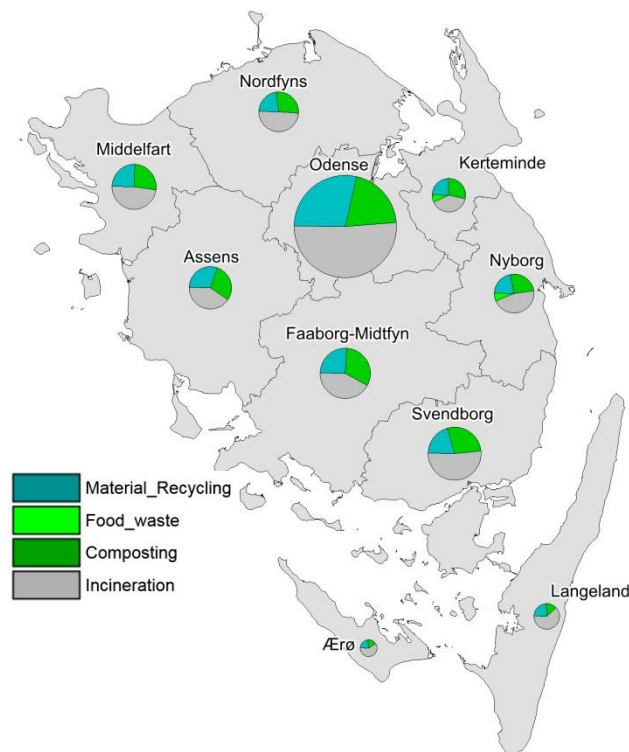 Nordfyns
Middelfart
Odense
Kerteminde
Assens
Nyborg
Faaborg-Midtfyn
Svendborg
Material_Recycling
Food_waste
Composting
Incineration
Langeland
Ærø